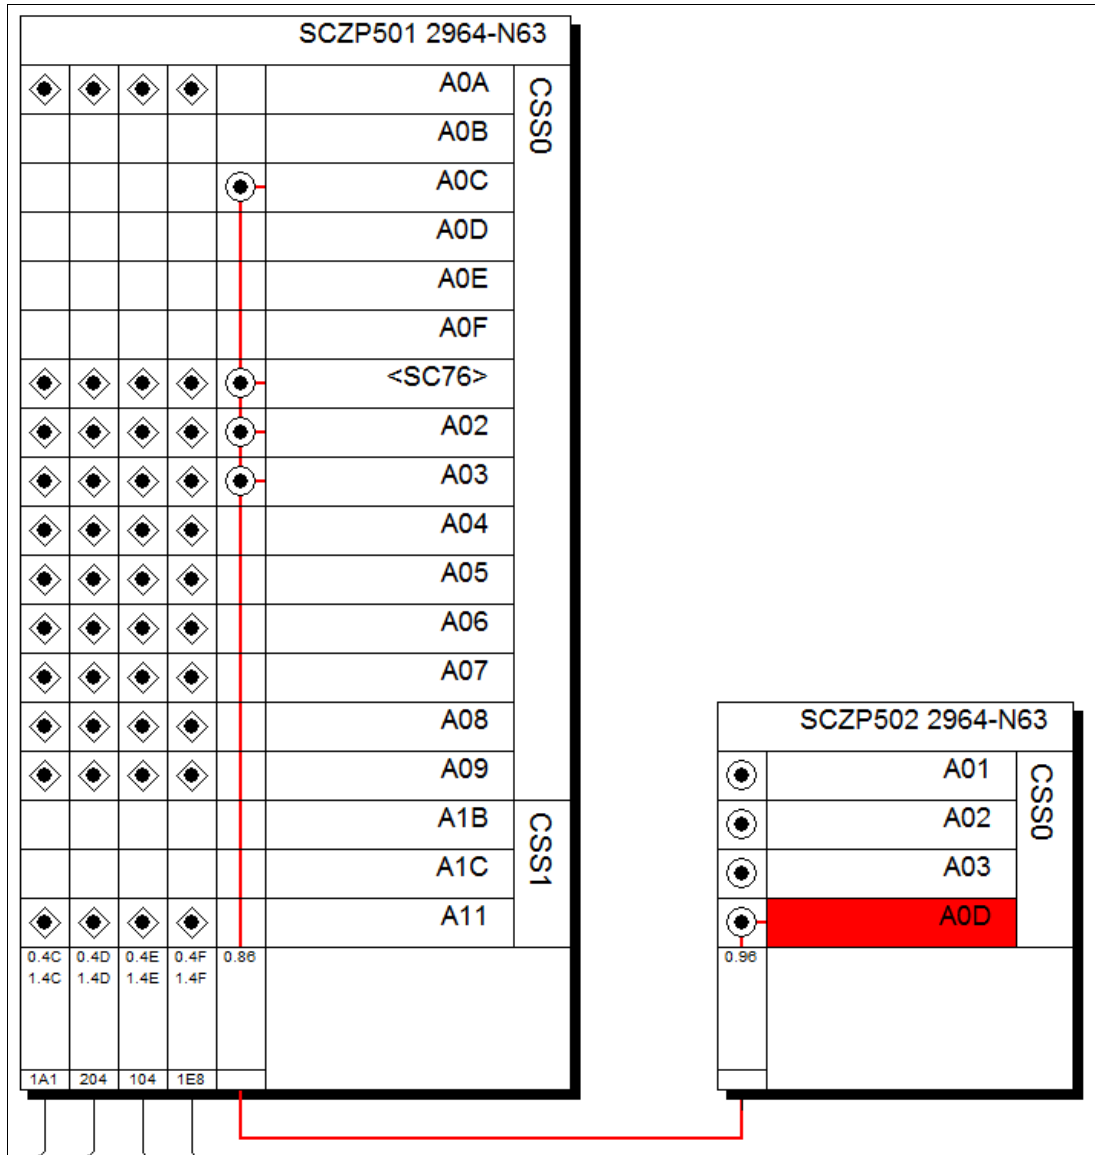 SCZP501 2964-N63
A0A
CSS0
A0B
A0C
A0D
A0E
A0F
<SC76>
A02
A03
A04
A05
A06
A07
A08
A09
A1B
CSS1
A1C
A11
0.4C 0.4D 0.4E 0.4F 0.86
1.4C 1.4D 1.4E 1.4F
1A1 204 104 1E8
SCZP502 2964-N63
A01
CSS0
A02
A03
A0D
0.96